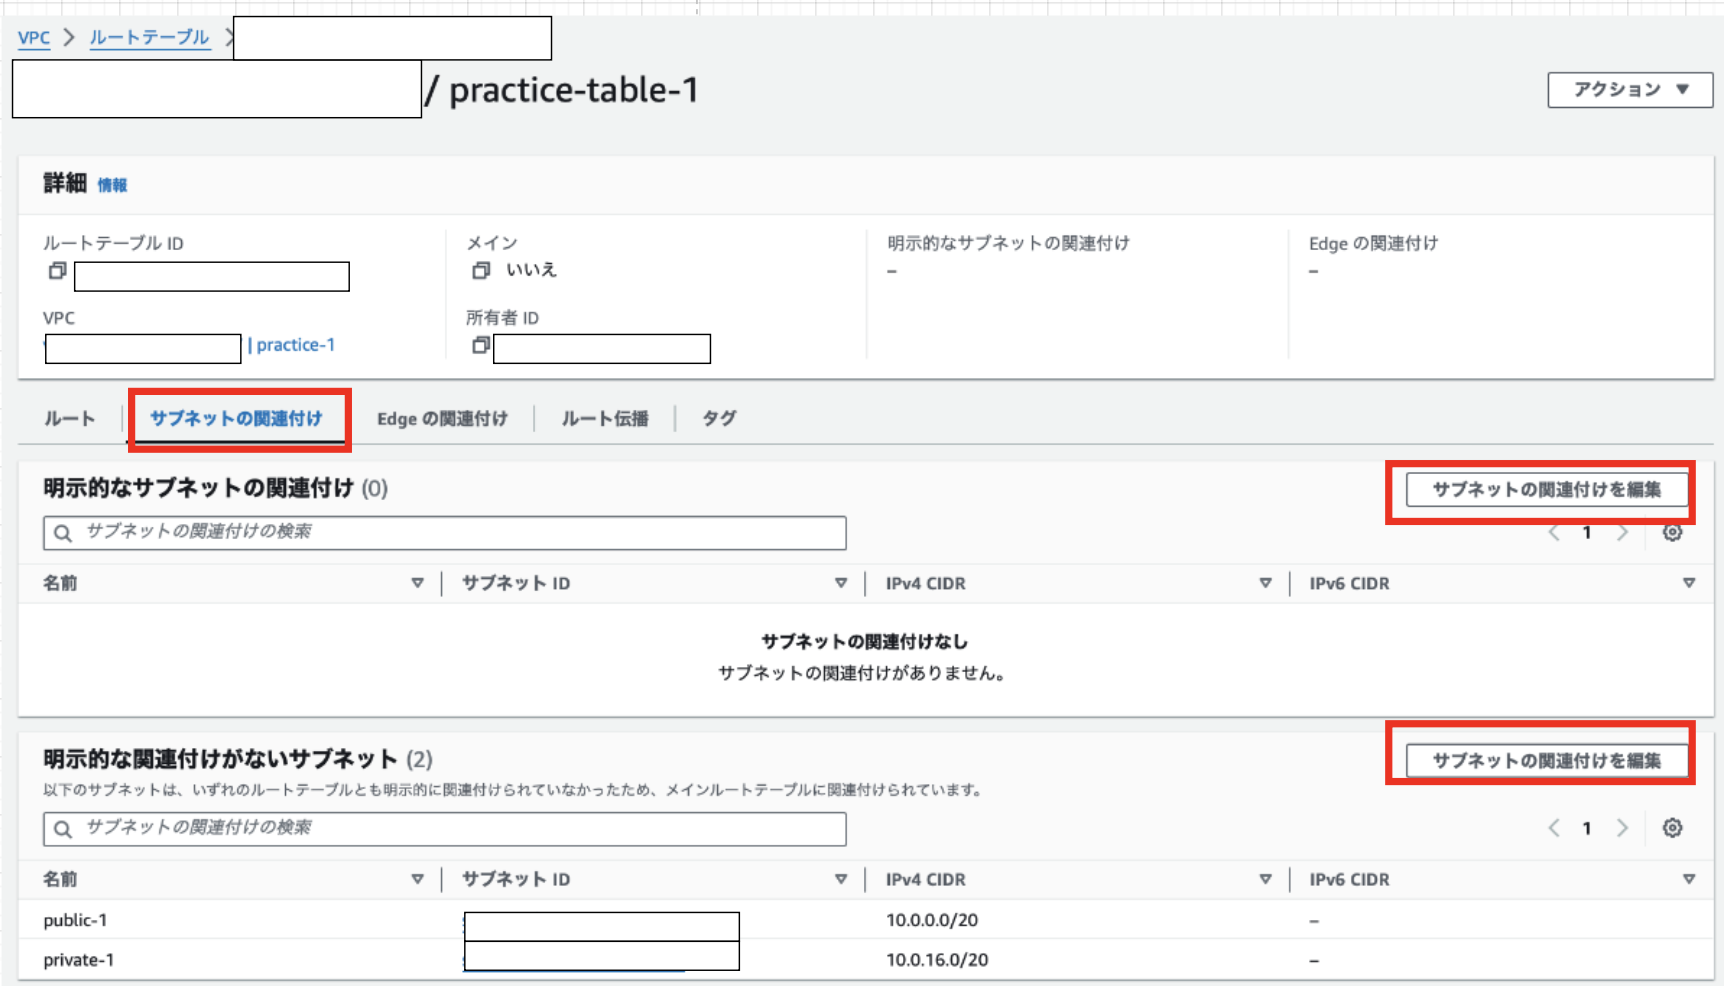 VPC > ルートテーブル >
/ practice-table-1
アクション ▼
詳細 情報
ルートテーブル ID
メイン
明示的なサブネットの関連付け
Edge の関連付け
いいえ
–
–
VPC
所有者 ID
| practice-1
ルート
サブネットの関連付け
Edge の関連付け
ルート伝播
タグ
明示的なサブネットの関連付け (0)
サブネットの関連付けを編集
サブネットの関連付けの検索
1
名前
サブネット ID
IPv4 CIDR
IPv6 CIDR
サブネットの関連付けなし
サブネットの関連付けがありません。
明示的な関連付けがないサブネット (2)
サブネットの関連付けを編集
以下のサブネットは、いずれのルートテーブルとも明示的に関連付けられていなかったため、メインルートテーブルに関連付けられています。
サブネットの関連付けの検索
1
名前
サブネット ID
IPv4 CIDR
IPv6 CIDR
public-1
10.0.0.0/20
–
private-1
10.0.16.0/20
–